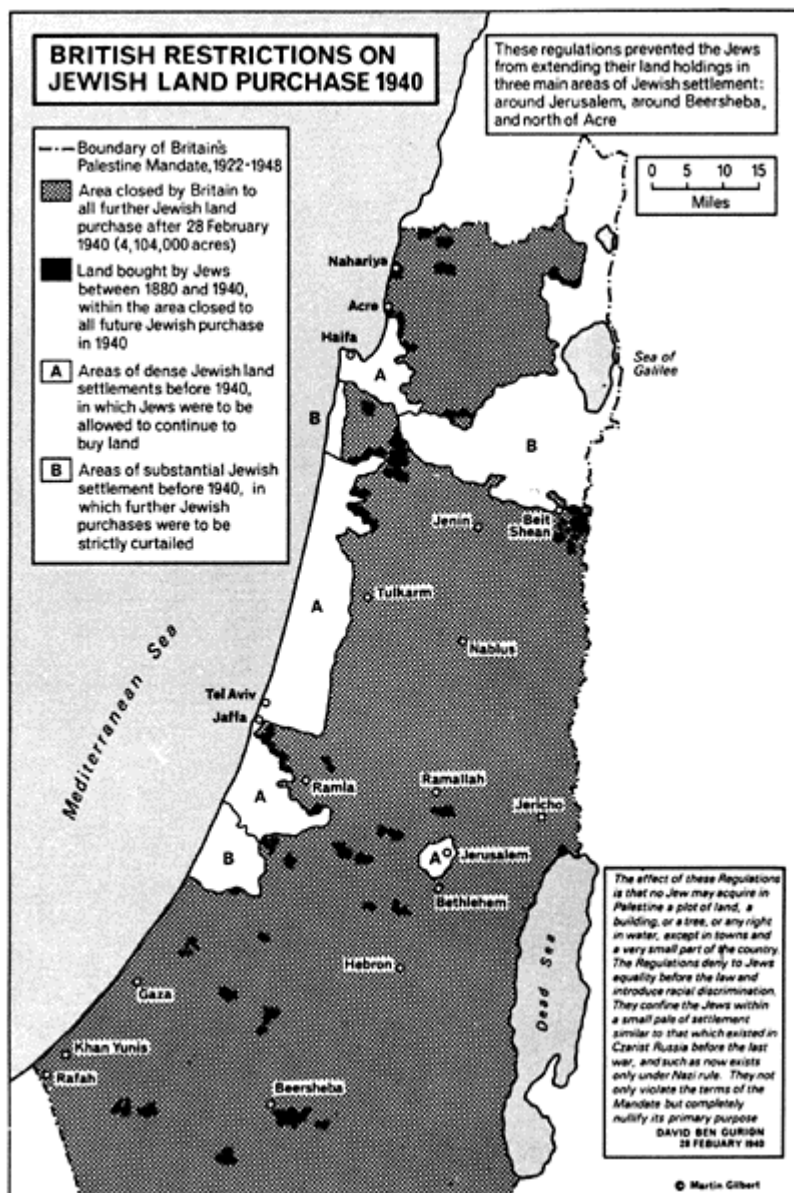 BRITISH RESTRICTIONS ON
JEWISH LAND PURCHASE 1940
These regulations prevented the Jews
from extending their land holdings in
three main areas of Jewish settlement:
around Jerusalem, around Beersheba,
and north of Acre
Boundary of Britain's
Palestine Mandate, 1922-1948
Area closed by Britain to
all further Jewish land
purchase after 28 February
1940 (4,104,000 acres)
Land bought by Jews
between 1880 and 1940,
within the area closed to
all future Jewish purchase
in 1940
A Areas of dense Jewish land
settlements before 1940,
in which Jews were to be
allowed to continue to
buy land
B Areas of substantial Jewish
settlement before 1940, in
which further Jewish
purchases were to be
strictly curtailed
0 5 10 15
Miles
Nahariya
Acre
Haifa
A
Sea of
Galilee
B
B
Jenin
Beit
Shean
A
Tulkarm
Nablus
Mediterranean Sea
Tel Aviv
Jaffa
Ramla
Ramallah
A
Jericho
B
A
Jerusalem
Bethlehem
Hebron
Dead Sea
Gaza
Khan Yunis
Rafah
Beersheba
The effect of these Regulations
is that no Jew may acquire in
Palestine a plot of land, a
building, or a tree, or any right
in water, except in towns and
a very small part of the country.
The Regulations deny to Jews
equality before the law and
introduce racial discrimination.
They confine the Jews within
a small pale of settlement
similar to that which existed in
Czarist Russia before the last
war, and such as now exists
only under Nazi rule. They not
only violate the terms of the
Mandate but completely
nullify its primary purpose
DAVID BEN GURION
28 FEBUARY 1940
© Martin Gilbert